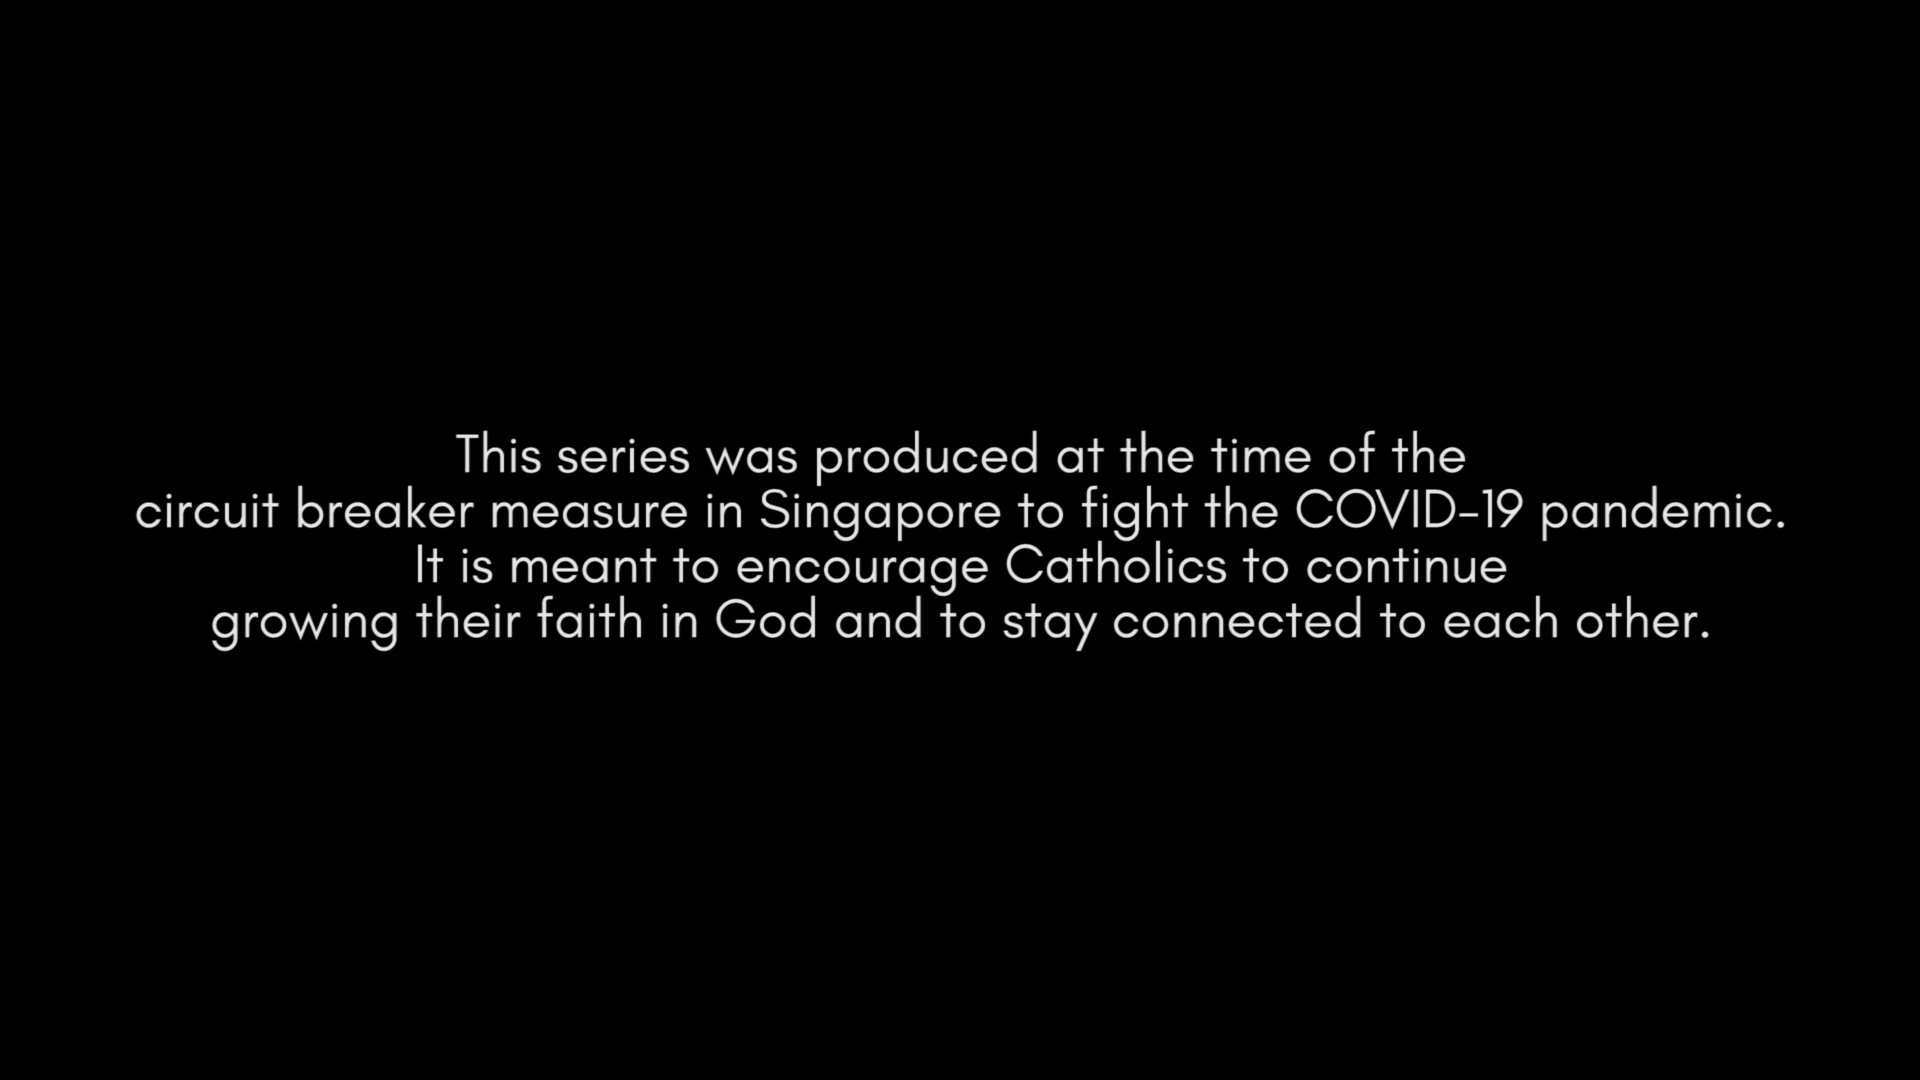 This series was produced at the time of the
circuit breaker measure in Singapore to fight the COVID-19 pandemic.
It is meant to encourage Catholics to continue
growing their faith in God and to stay connected to each other.